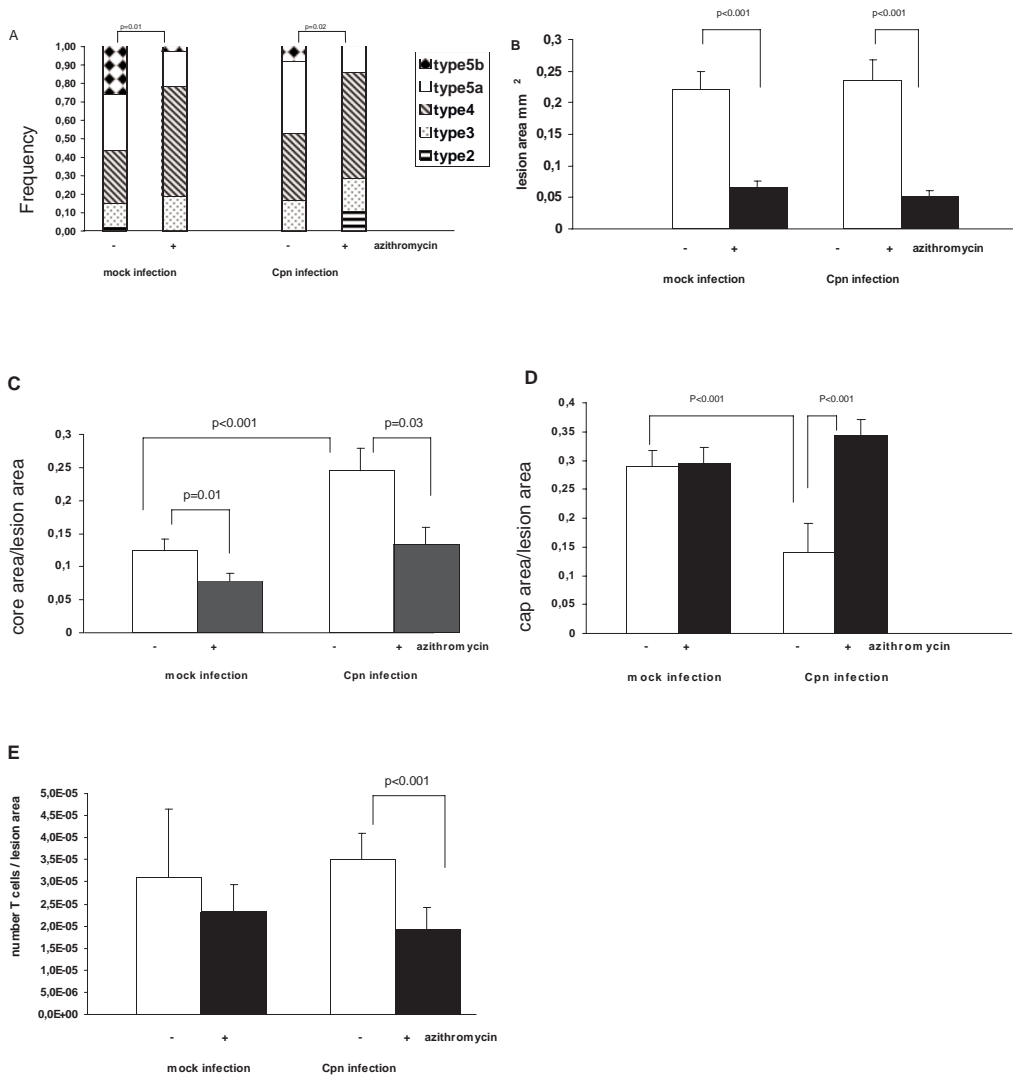 A
p=0.01
p=0.02
1,00
0,90
0,80
0,70
0,60
0,50
0,40
0,30
0,20
0,10
0,00
Frequency
type5b
type5a
type4
type3
type2
- + - + azithromycin
mock infection Cpn infection
B
p<0.001 p<0.001
0,3
0,25
0,2
0,15
0,1
0,05
0
lesion area mm 2
- + - + azithromycin
mock infection Cpn infection
C
p<0.001
p=0.03
p=0.01
0,3
0,25
0,2
0,15
0,1
0,05
0
core area/lesion area
- + - + azithromycin
mock infection Cpn infection
D
P<0.001 P<0.001
0,4
0,35
0,3
0,25
0,2
0,15
0,1
0,05
0
cap area/lesion area
- + - + azithromycin
mock infection Cpn infection
E
p<0.001
5,0E-05
4,5E-05
4,0E-05
3,5E-05
3,0E-05
2,5E-05
2,0E-05
1,5E-05
1,0E-05
5,0E-06
0,0E+00
number T cells / lesion area
- + - + azithromycin
mock infection Cpn infection